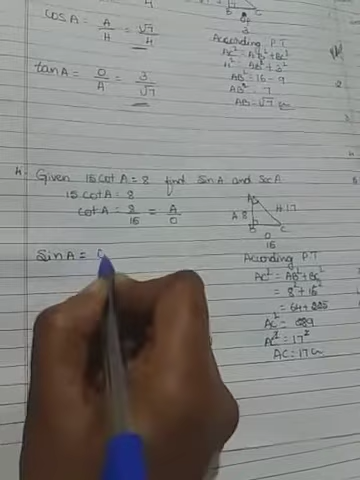 cos A = A/H = √7/4
B C
3
According P.T
AC² = AB² + BC²
4² = AB² + 3²
AB² = 16 - 9
AB² = 7
AB = √7 cm
tan A = O/A = 3/√7
4. Given 15 cot A = 8 find sin A and sec A
15 cot A = 8
cot A = 8/15 = A/O
A
A 8 H 17
B C
O
15
sin A =
According P.T
AC² = AB² + BC²
= 8² + 15²
= 64 + 225
AC² = 289
AC² = 17²
AC = 17 cm